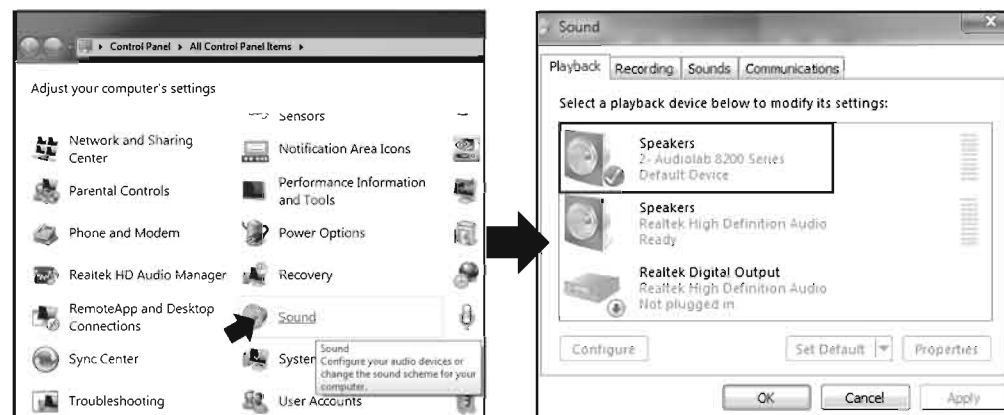 Control Panel
All Control Panel Items
Adjust your computer's settings
Sensors
Network and Sharing
Center
Notification Area Icons
Parental Controls
Performance Information
and Tools
Phone and Modem
Power Options
Realtek HD Audio Manager
Recovery
RemoteApp and Desktop
Connections
Sound
Sync Center
System
Sound
Configure your audio devices or
change the sound scheme for your
computer.
Troubleshooting
User Accounts
Sound
Playback
Recording
Sounds
Communications
Select a playback device below to modify its settings:
Speakers
2- Audiolab 8200 Series
Default Device
Speakers
Realtek High Definition Audio
Ready
Realtek Digital Output
Realtek High Definition Audio
Not plugged in
Configure
Set Default
Properties
OK
Cancel
Apply